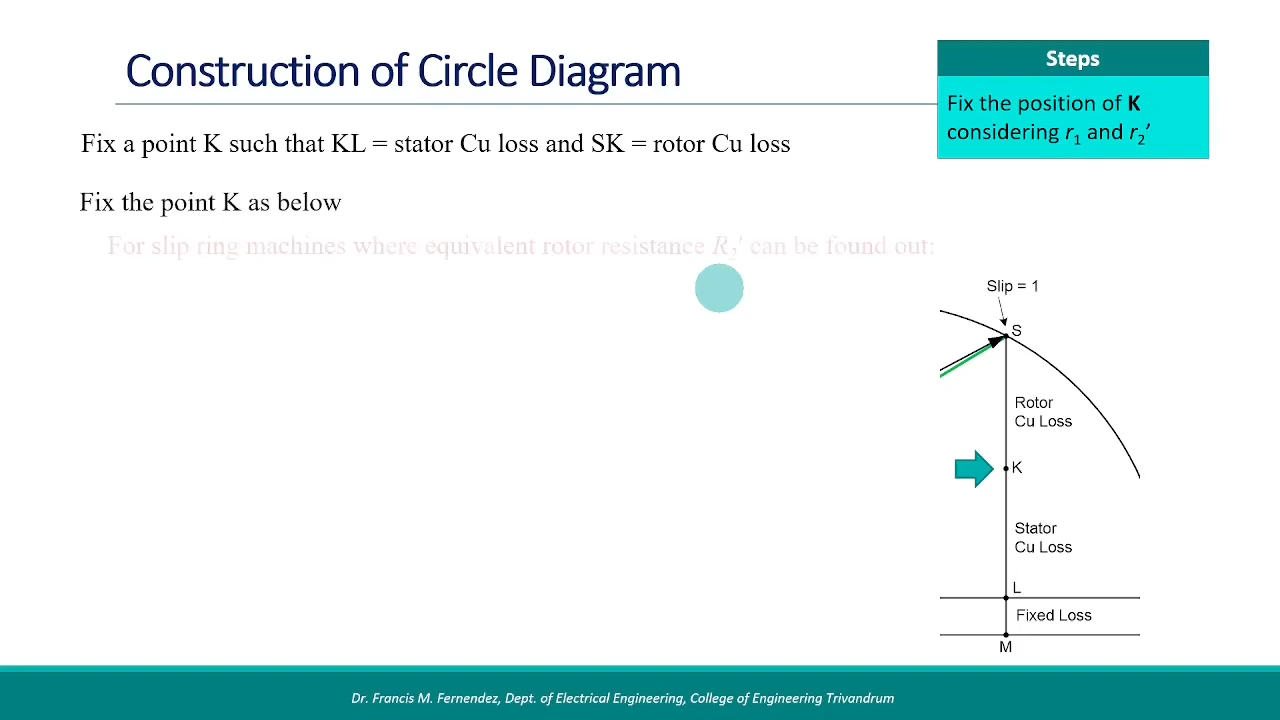 Construction of Circle Diagram
Steps
Fix the position of K
considering r₁ and r₂′
Fix a point K such that KL = stator Cu loss and SK = rotor Cu loss
Fix the point K as below
For slip ring machines where equivalent rotor resistance R₂′ can be found out:
Slip = 1
S
Rotor
Cu Loss
K
Stator
Cu Loss
L
Fixed Loss
M
Dr. Francis M. Fernendez, Dept. of Electrical Engineering, College of Engineering Trivandrum